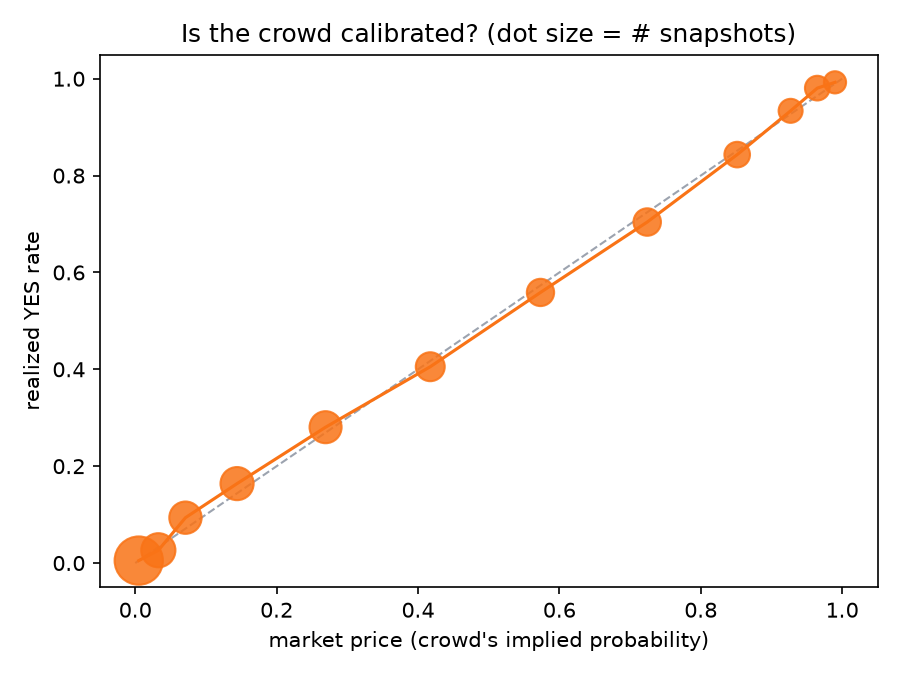 Is the crowd calibrated? (dot size = # snapshots)
realized YES rate
1.0
0.8
0.6
0.4
0.2
0.0
0.0 0.2 0.4 0.6 0.8 1.0
market price (crowd's implied probability)